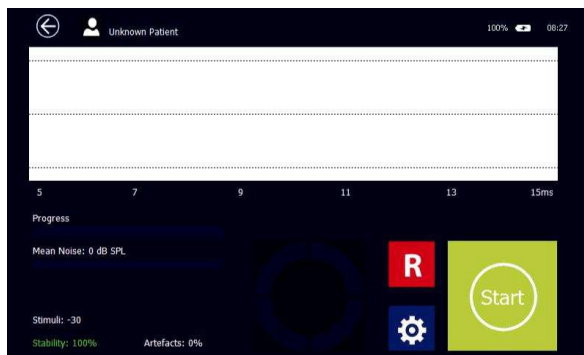 Unknown Patient 100% 08:27
5 7 9 11 13 15ms
Progress
Mean Noise: 0 dB SPL
R
Start
Stimuli: -30
Stability: 100% Artefacts: 0%